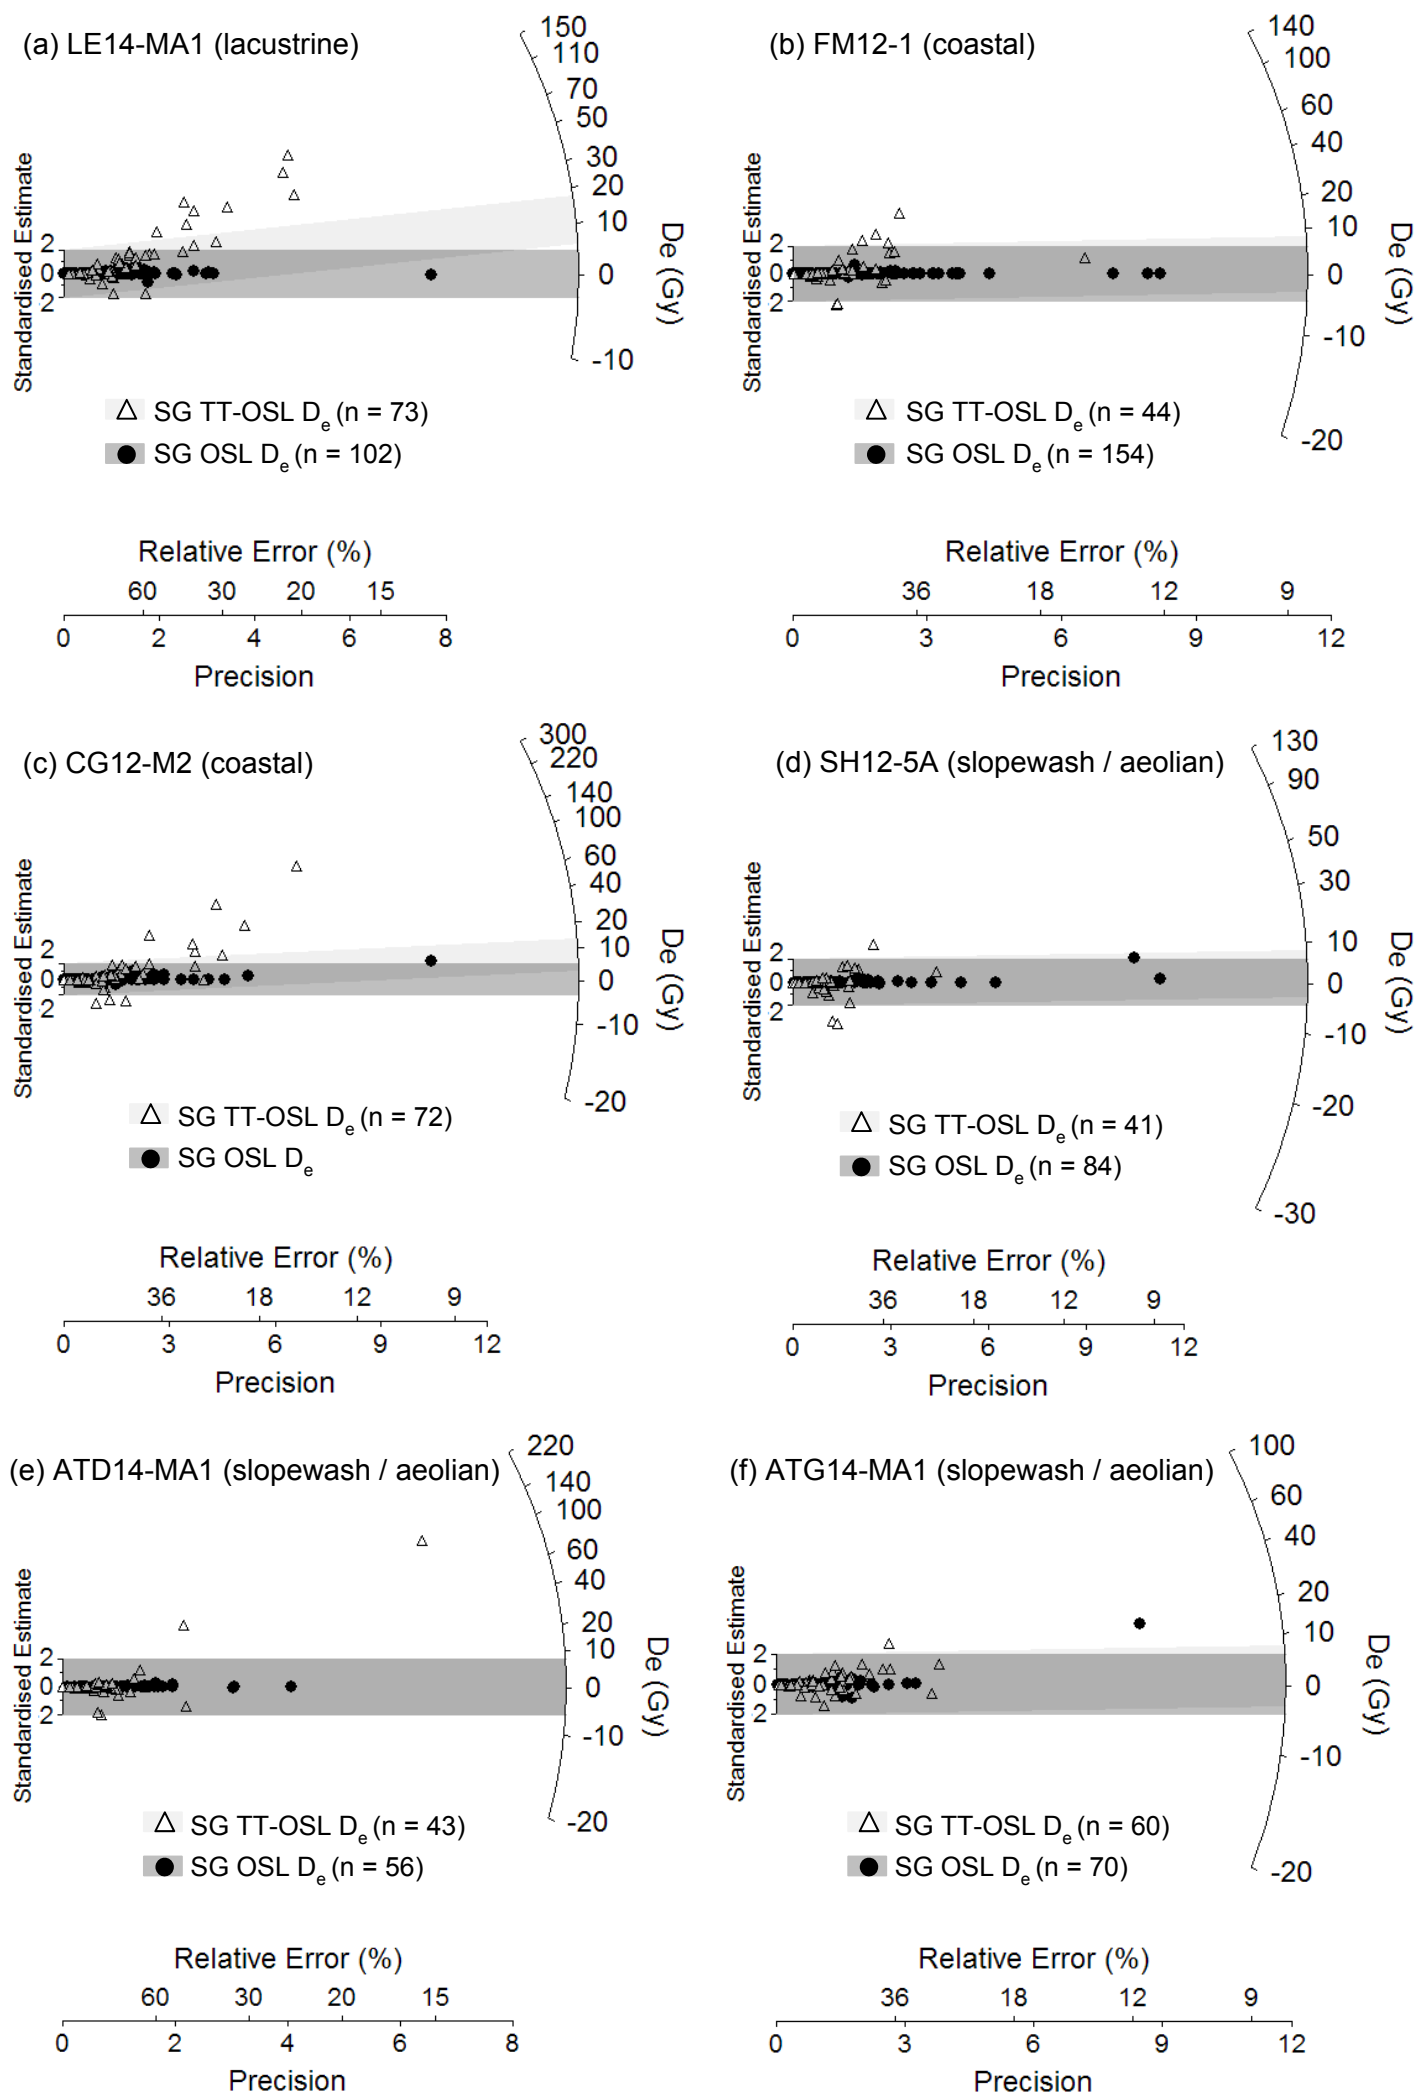 (a) LE14-MA1 (lacustrine)
150
110
70
50
30
20
10
0
-10
De (Gy)
Standardised Estimate
2
0
2
SG TT-OSL De (n = 73)
SG OSL De (n = 102)
Relative Error (%)
60 30 20 15
0 2 4 6 8
Precision
(b) FM12-1 (coastal)
140
100
60
40
20
10
0
-10
-20
De (Gy)
Standardised Estimate
2
0
-2
SG TT-OSL De (n = 44)
SG OSL De (n = 154)
Relative Error (%)
36 18 12 9
0 3 6 9 12
Precision
(c) CG12-M2 (coastal)
300
220
140
100
60
40
20
10
0
-10
-20
De (Gy)
Standardised Estimate
2
0
-2
SG TT-OSL De (n = 72)
SG OSL De
Relative Error (%)
36 18 12 9
0 3 6 9 12
Precision
(d) SH12-5A (slopewash / aeolian)
130
90
50
30
10
0
-10
-20
-30
De (Gy)
Standardised Estimate
2
0
-2
SG TT-OSL De (n = 41)
SG OSL De (n = 84)
Relative Error (%)
36 18 12 9
0 3 6 9 12
Precision
(e) ATD14-MA1 (slopewash / aeolian)
220
140
100
60
40
20
10
0
-10
-20
De (Gy)
Standardised Estimate
2
0
2
SG TT-OSL De (n = 43)
SG OSL De (n = 56)
Relative Error (%)
60 30 20 15
0 2 4 6 8
Precision
(f) ATG14-MA1 (slopewash / aeolian)
100
60
40
20
10
0
-10
-20
De (Gy)
Standardised Estimate
2
0
2
SG TT-OSL De (n = 60)
SG OSL De (n = 70)
Relative Error (%)
36 18 12 9
0 3 6 9 12
Precision